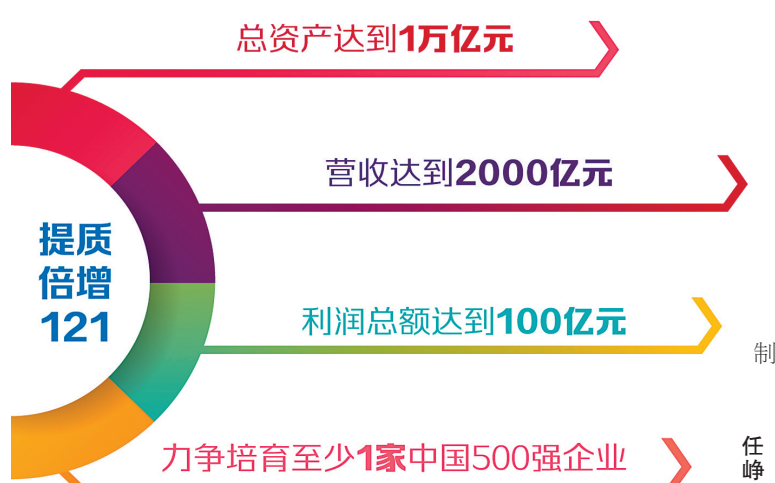 总资产达到1万亿元
营收达到2000亿元
提质
倍增
121
利润总额达到100亿元
制
力争培育至少1家中国500强企业
任
峥